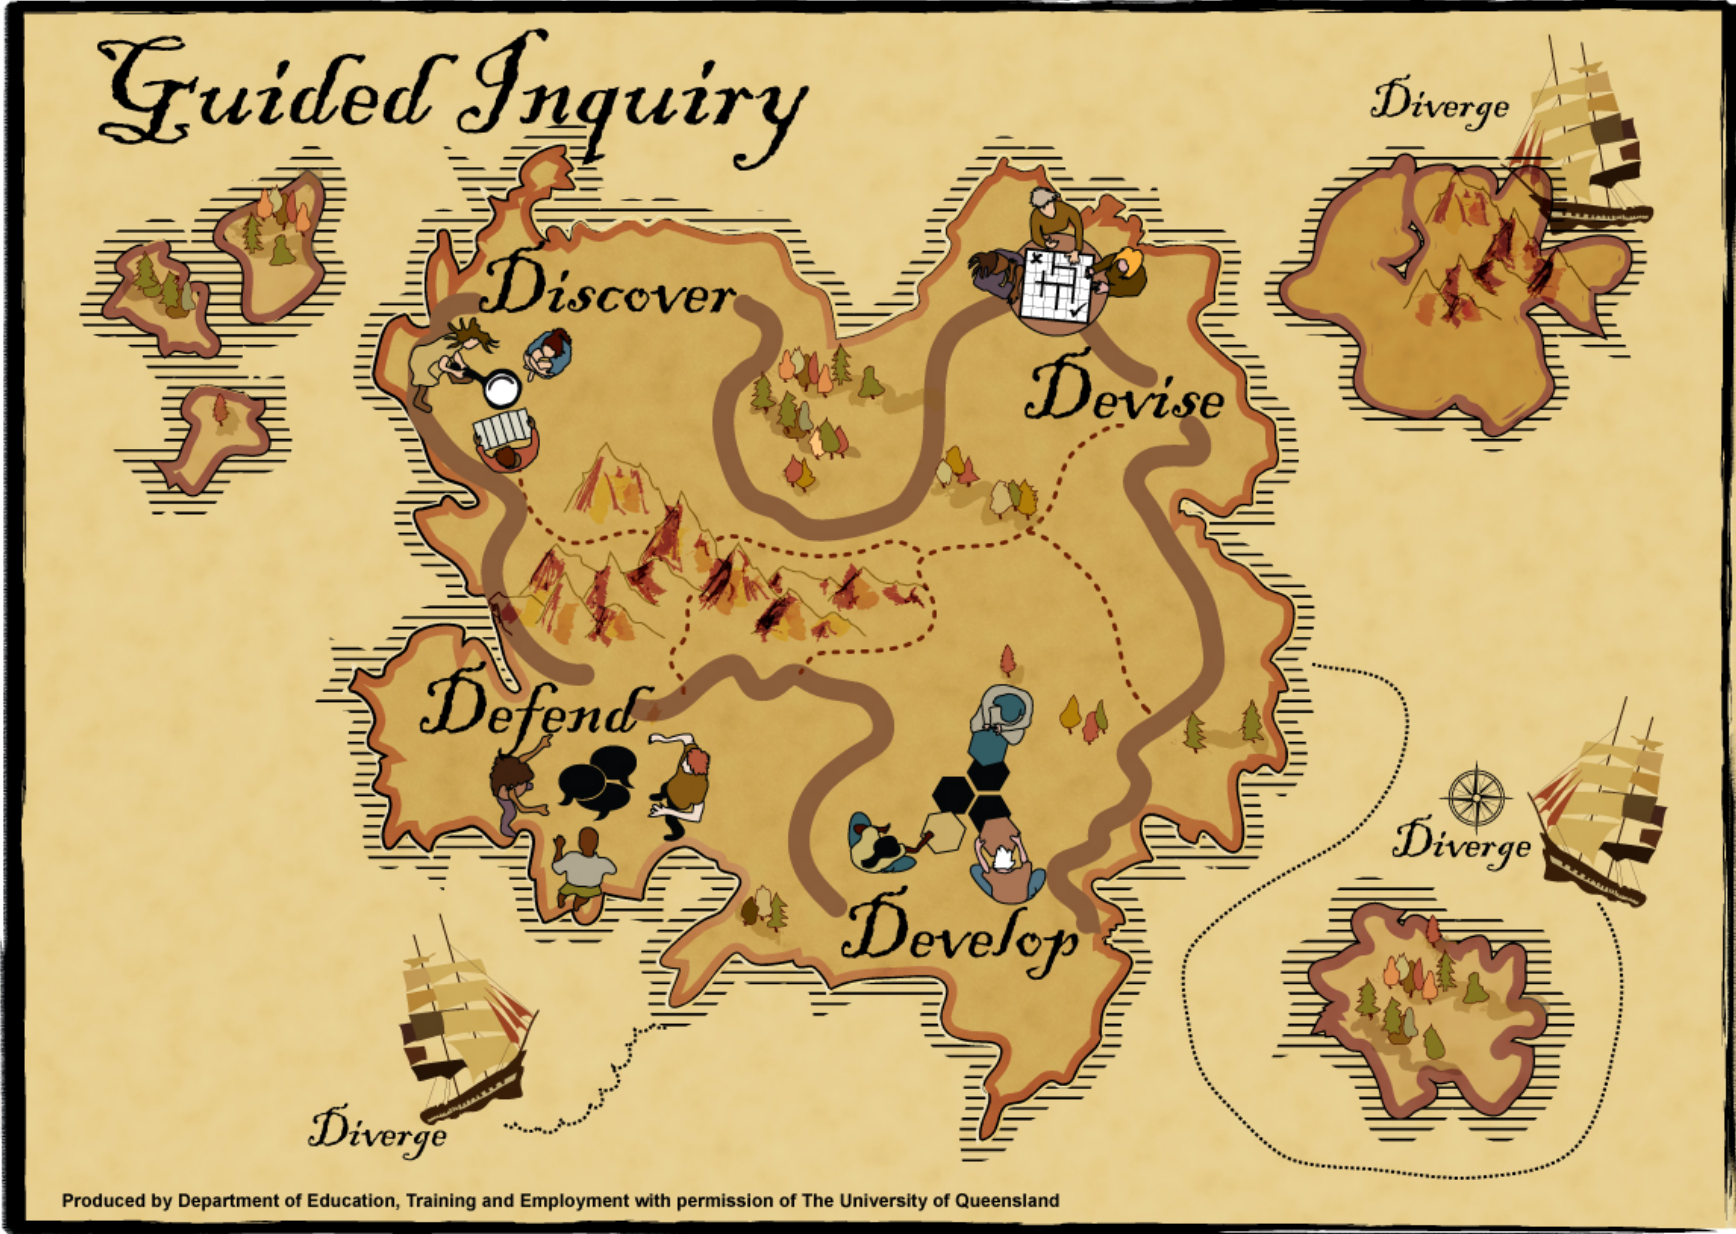 Guided Inquiry
Diverge
Discover
Devise
Defend
Diverge
Develop
Diverge
Produced by Department of Education, Training and Employment with permission of The University of Queensland